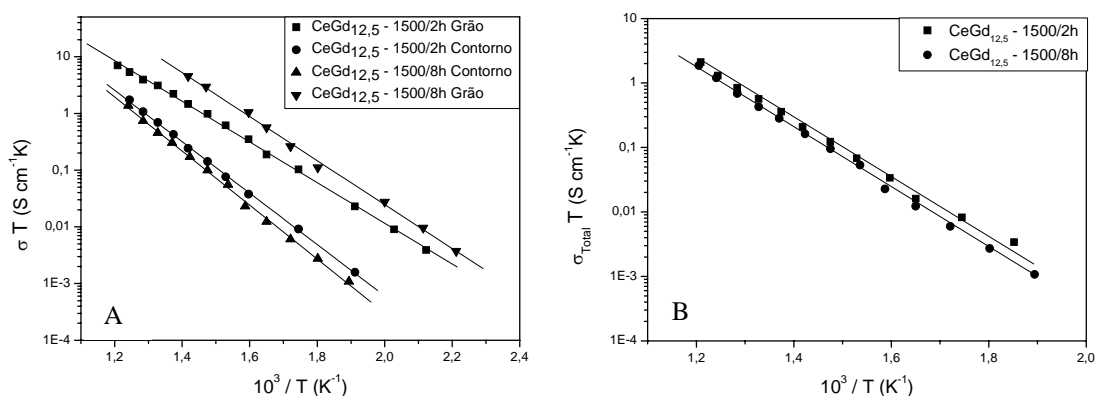 CeGd12,5 - 1500/2h Grão
CeGd12,5 - 1500/2h Contorno
CeGd12,5 - 1500/8h Contorno
CeGd12,5 - 1500/8h Grão
10
1
0,1
0,01
1E-3
1E-4
σ T (S cm-1K)
A
1,2 1,4 1,6 1,8 2,0 2,2 2,4
10³ / T (K-1)
CeGd12,5 - 1500/2h
CeGd12,5 - 1500/8h
10
1
0,1
0,01
1E-3
1E-4
σTotal T (S cm-1K)
B
1,2 1,4 1,6 1,8 2,0
10³ / T (K-1)